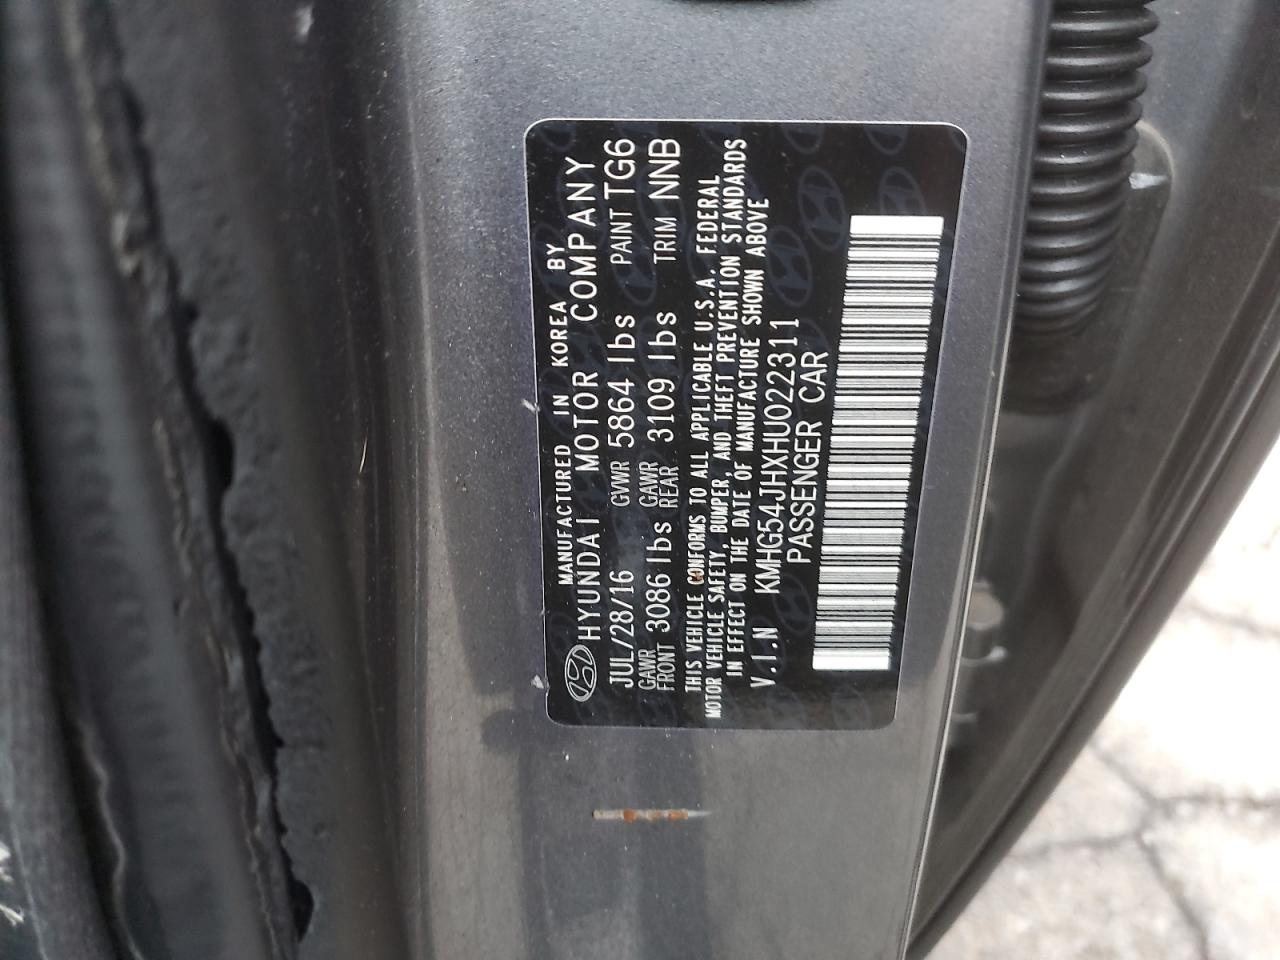 MANUFACTURED IN KOREA BY
HYUNDAI MOTOR COMPANY
JUL/28/16 GVWR 5864 lbs PAINT TG6
GAWR FRONT 3086 lbs GAWR REAR 3109 lbs TRIM NNB
THIS VEHICLE CONFORMS TO ALL APPLICABLE U.S.A. FEDERAL
MOTOR VEHICLE SAFETY, BUMPER, AND THEFT PREVENTION STANDARDS
IN EFFECT ON THE DATE OF MANUFACTURE SHOWN ABOVE
V.I.N KMHG54JHXHU022311
PASSENGER CAR